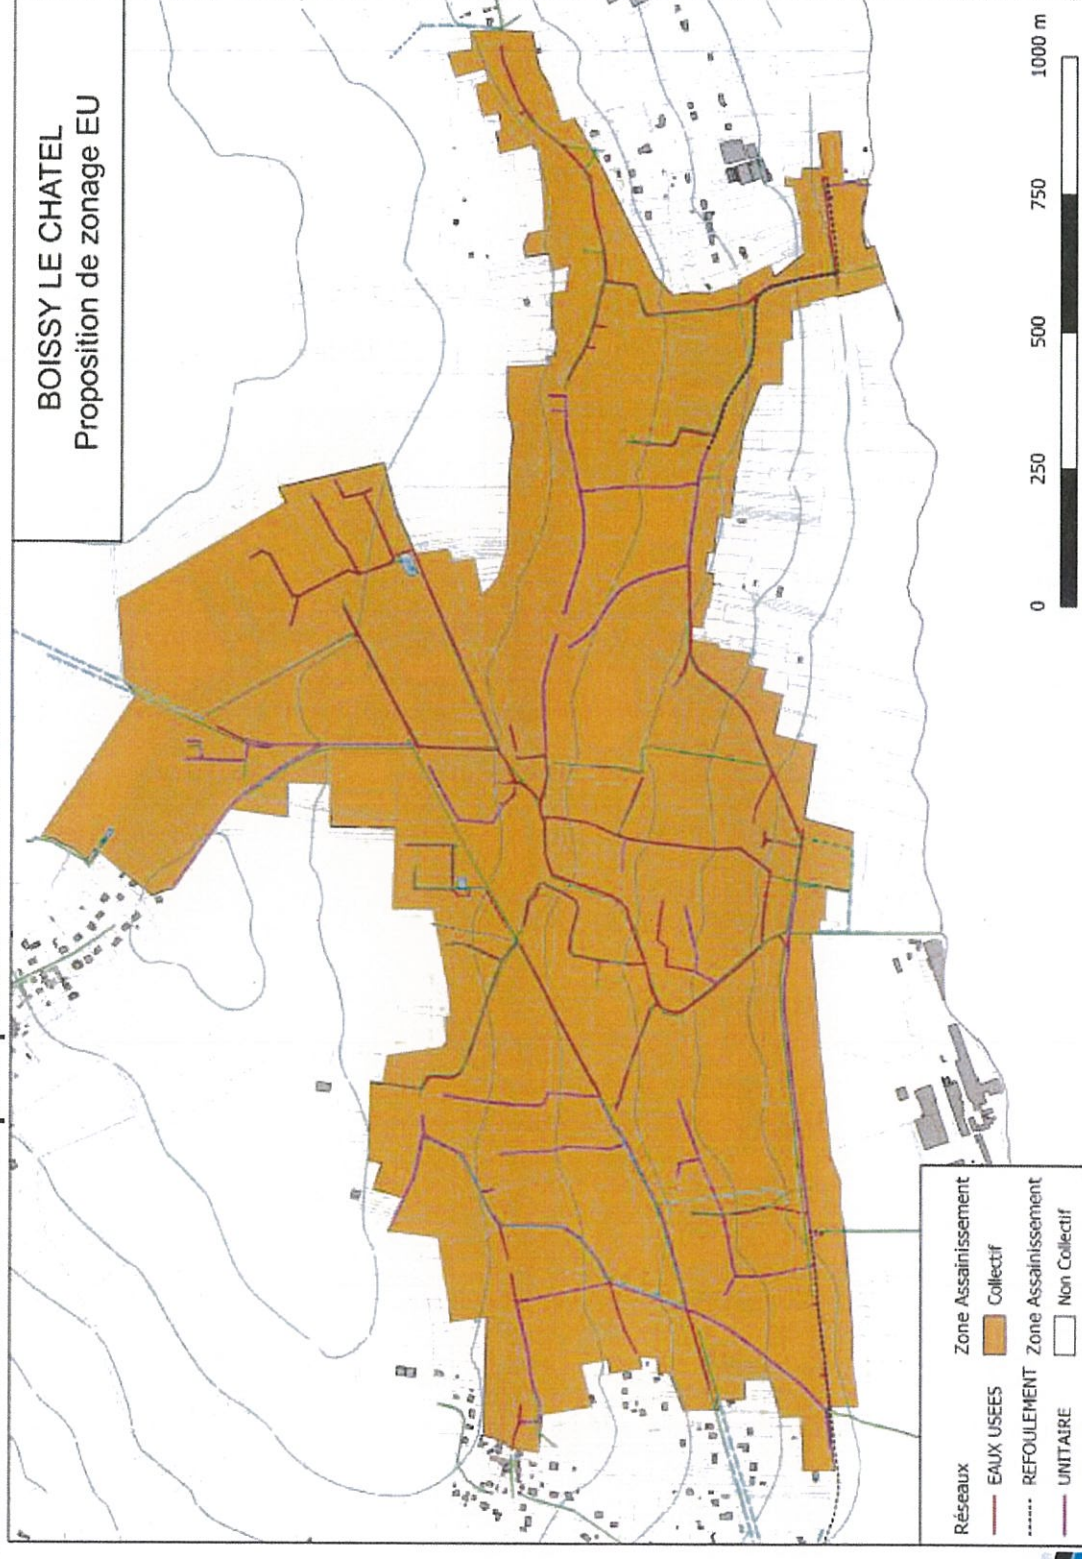 BOISSY LE CHATEL
Proposition de zonage EU
0 250 500 750 1000 m
Réseaux
EAUX USEES
REFOULEMENT
UNITAIRE
Zone Assainissement
Collectif
Zone Assainissement
Non Collectif